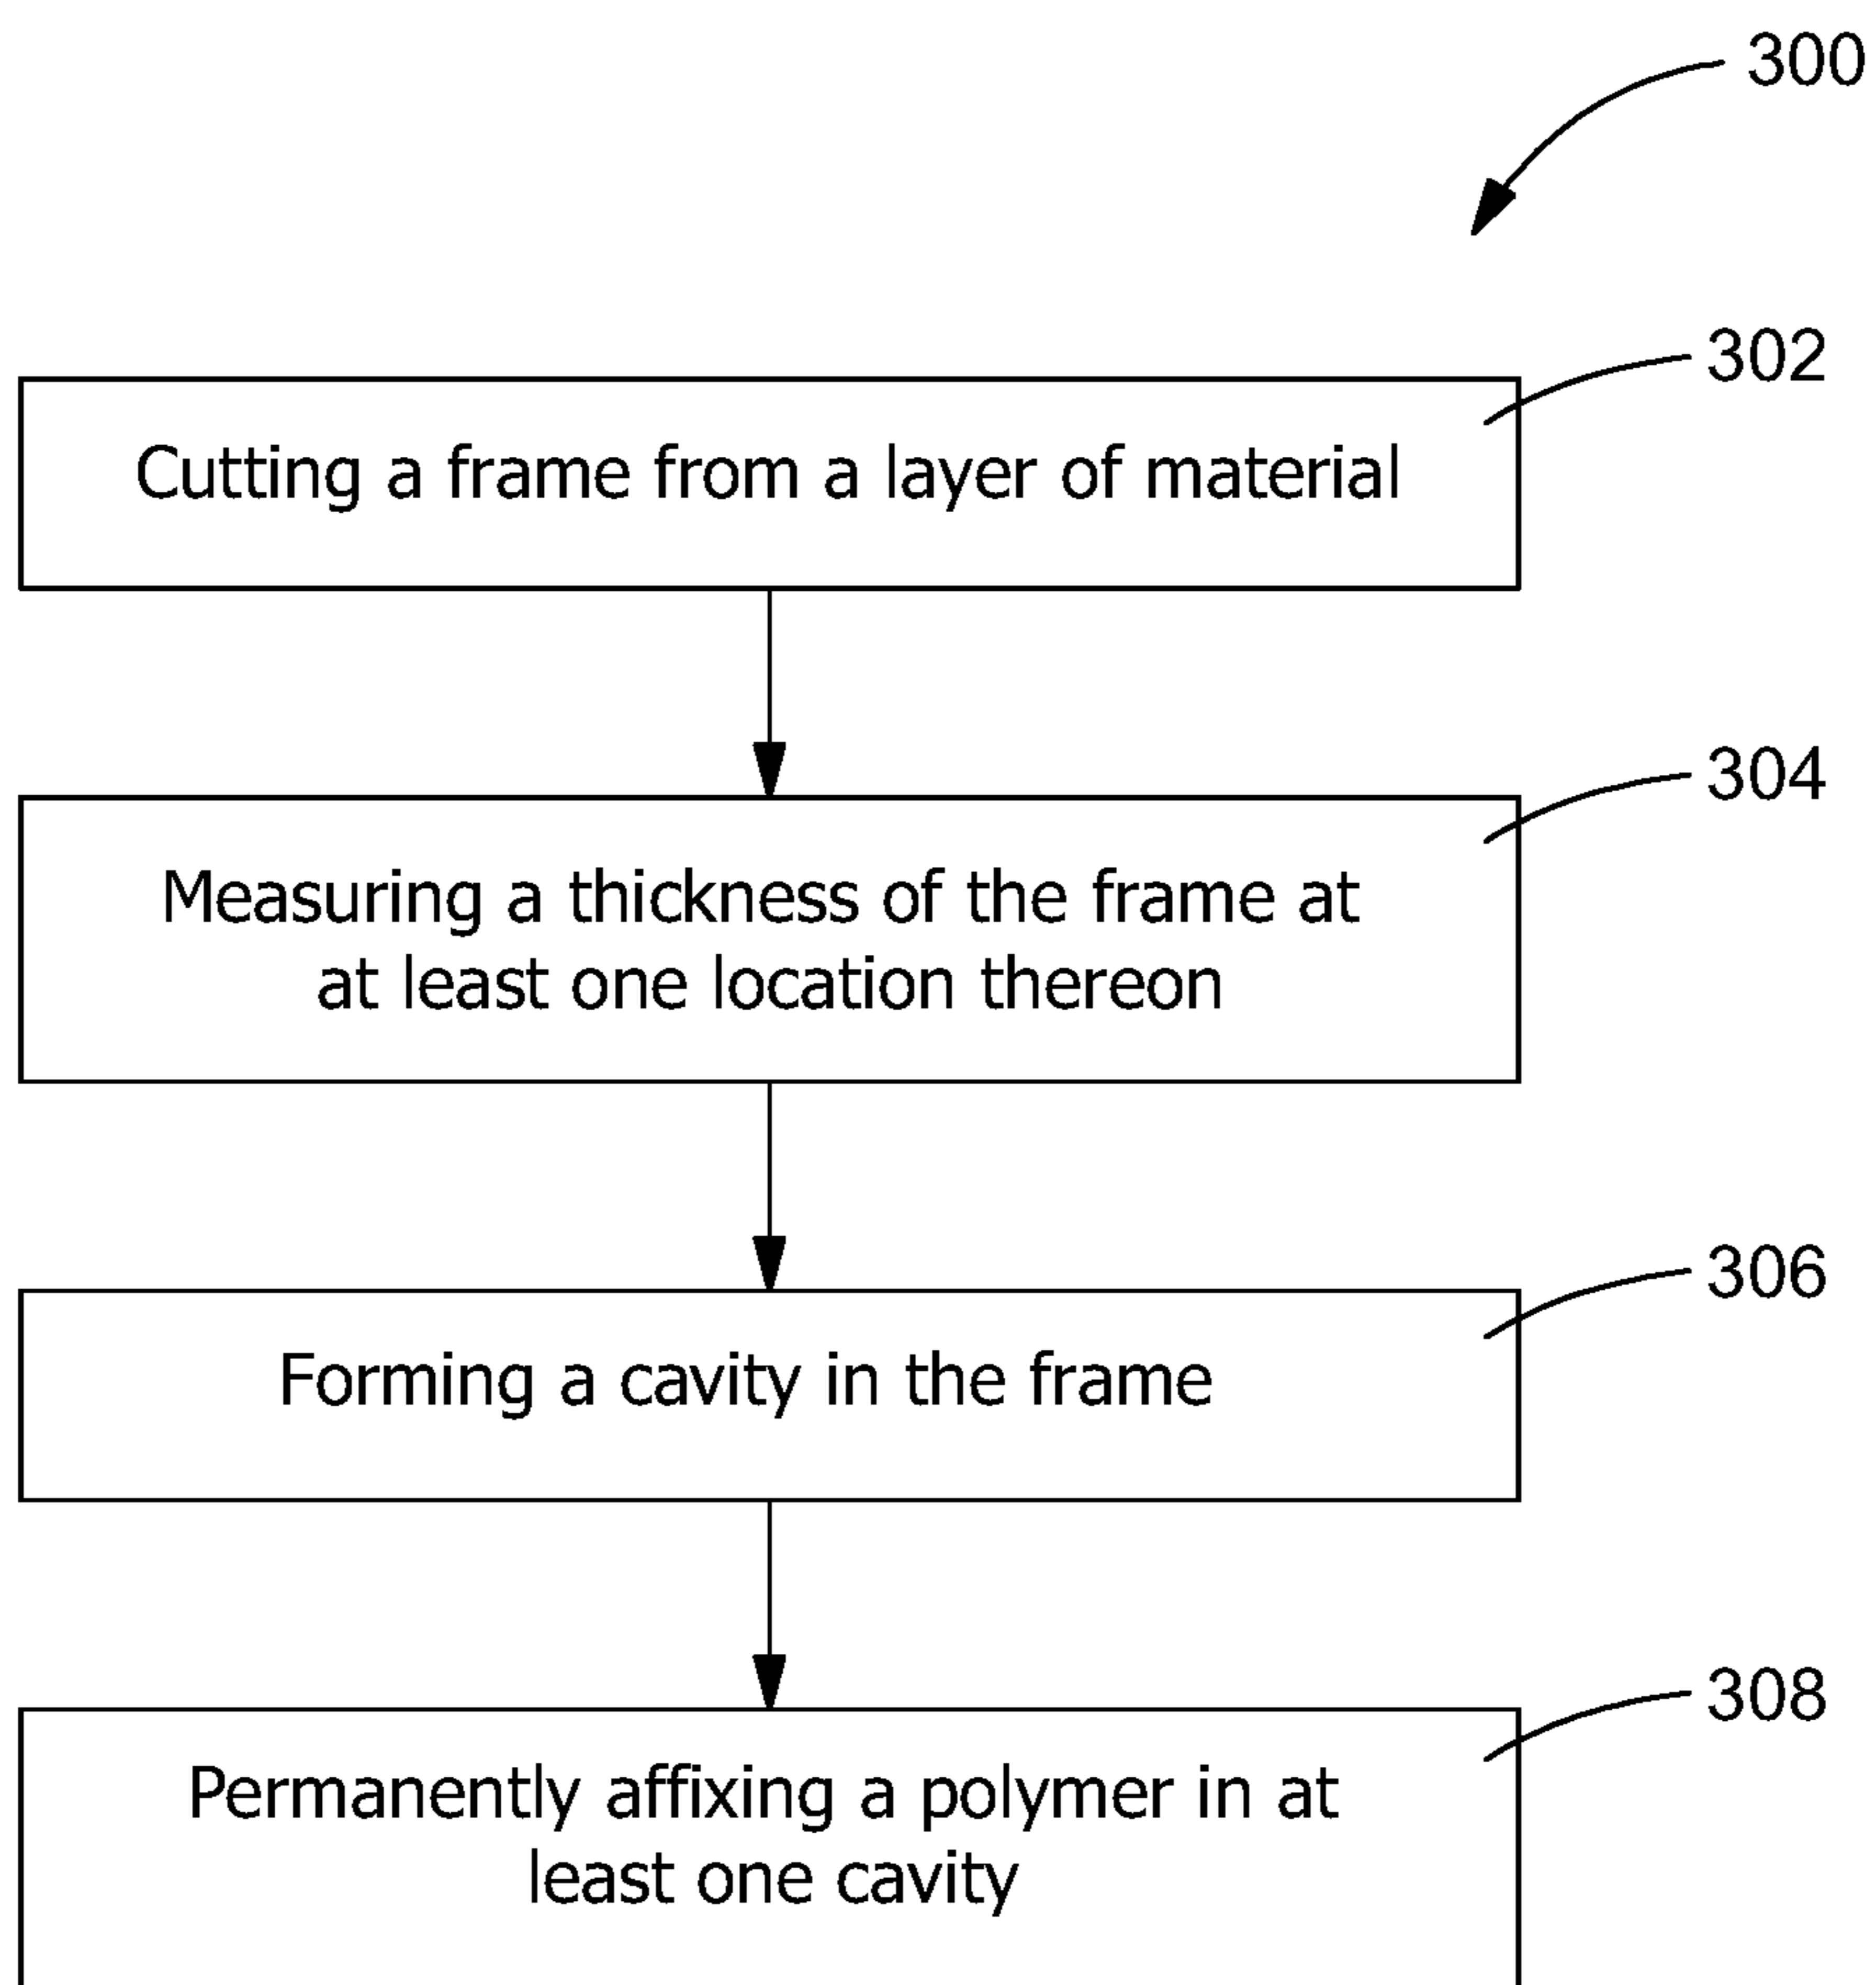 300
302
Cutting a frame from a layer of material
304
Measuring a thickness of the frame at
at least one location thereon
306
Forming a cavity in the frame
308
Permanently affixing a polymer in at
least one cavity